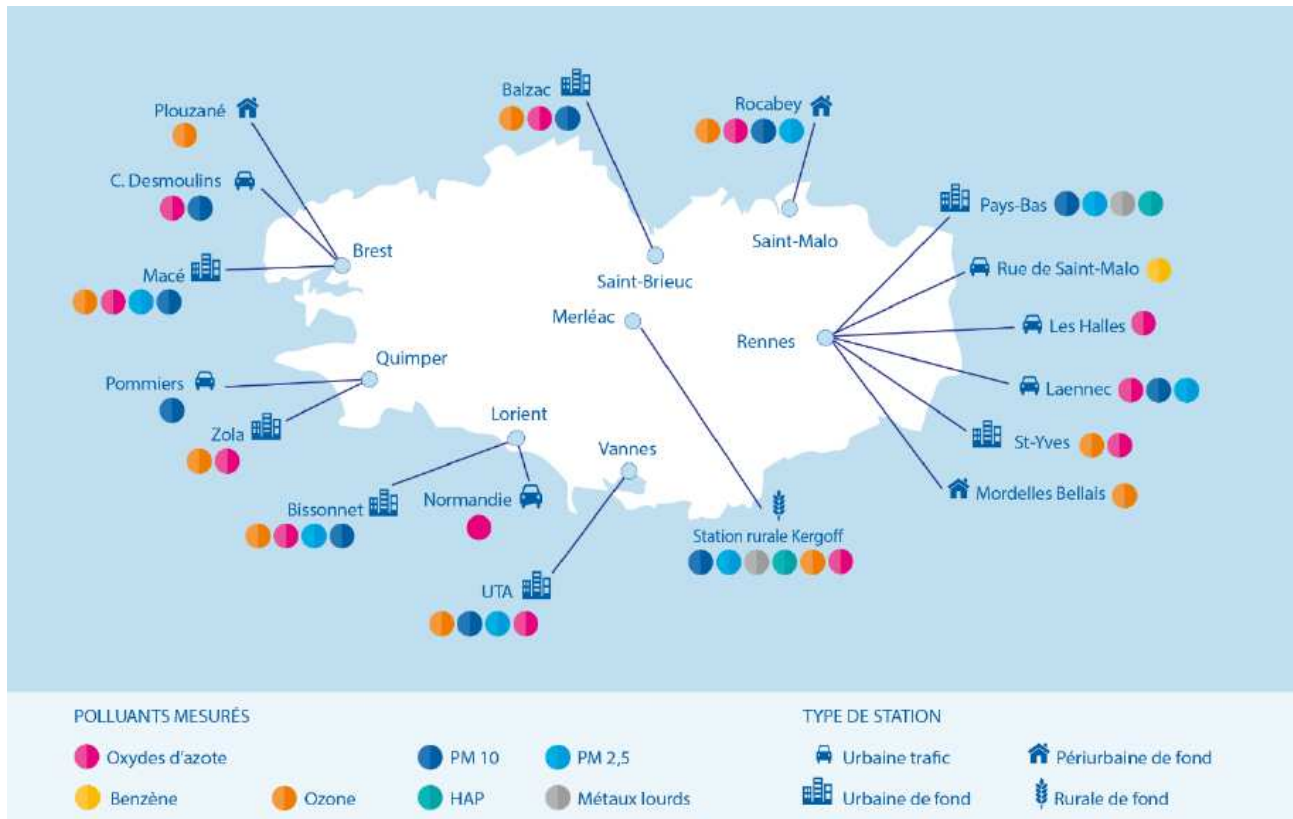 Plouzané
C. Desmoulins
Macé
Pommiers
Zola
Bissonnet
Normandie
UTA
Balzac
Rocabey
Pays-Bas
Rue de Saint-Malo
Les Halles
Laennec
St-Yves
Mordelles Bellais
Station rurale Kergoff
Brest
Quimper
Lorient
Vannes
Merléac
Saint-Brieuc
Saint-Malo
Rennes
POLLUANTS MESURÉS
Oxydes d'azote
PM 10
PM 2,5
Benzène
Ozone
HAP
Métaux lourds
TYPE DE STATION
Urbaine trafic
Périurbaine de fond
Urbaine de fond
Rurale de fond